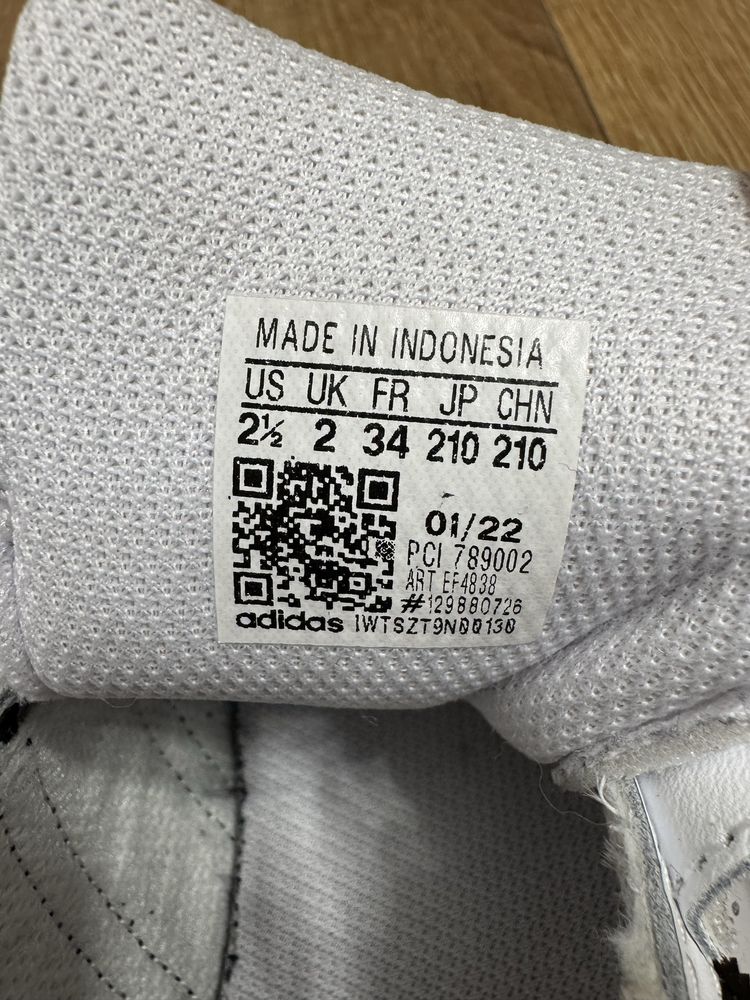 MADE IN INDONESIA
US UK FR JP CHN
2½ 2 34 210 210
01/22
PCI 789002
ART EF4838
#129880726
adidas 1WTSZT9N00130